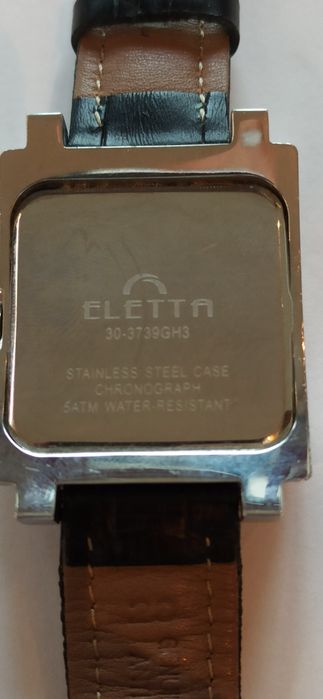 ELETTA
30-3739GH3
STAINLESS STEEL CASE
CHRONOGRAPH
5ATM WATER-RESISTANT